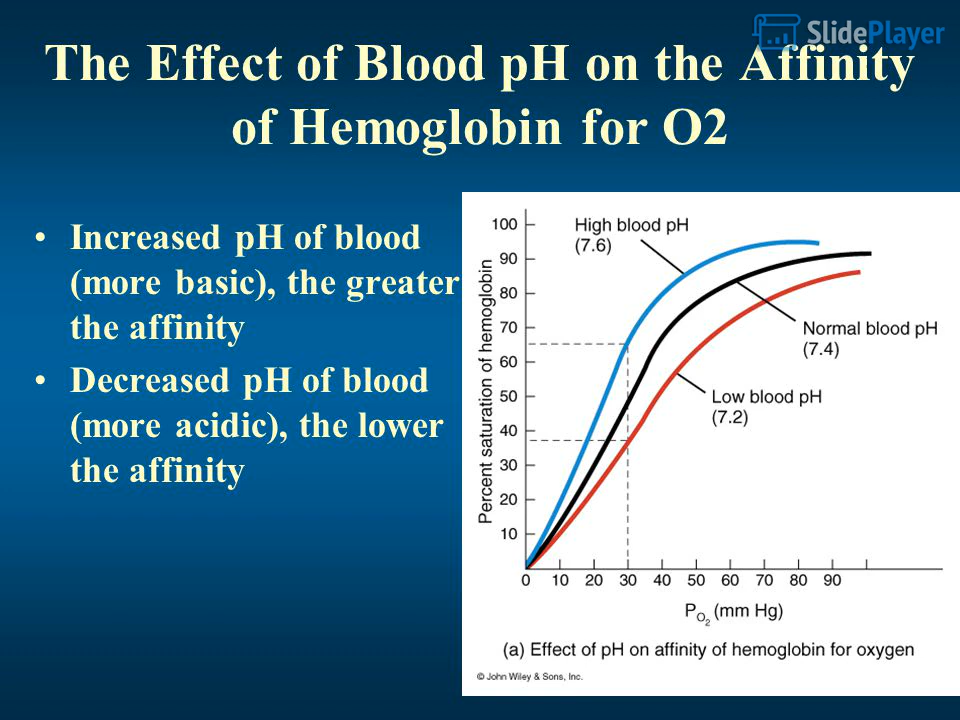 SlidePlayer
The Effect of Blood pH on the Affinity
of Hemoglobin for O2
• Increased pH of blood
(more basic), the greater
the affinity
• Decreased pH of blood
(more acidic), the lower
the affinity
Percent saturation of hemoglobin
100
90
80
70
60
50
40
30
20
10
High blood pH
(7.6)
Normal blood pH
(7.4)
Low blood pH
(7.2)
0 10 20 30 40 50 60 70 80 90
PO2 (mm Hg)
(a) Effect of pH on affinity of hemoglobin for oxygen
© John Wiley & Sons, Inc.